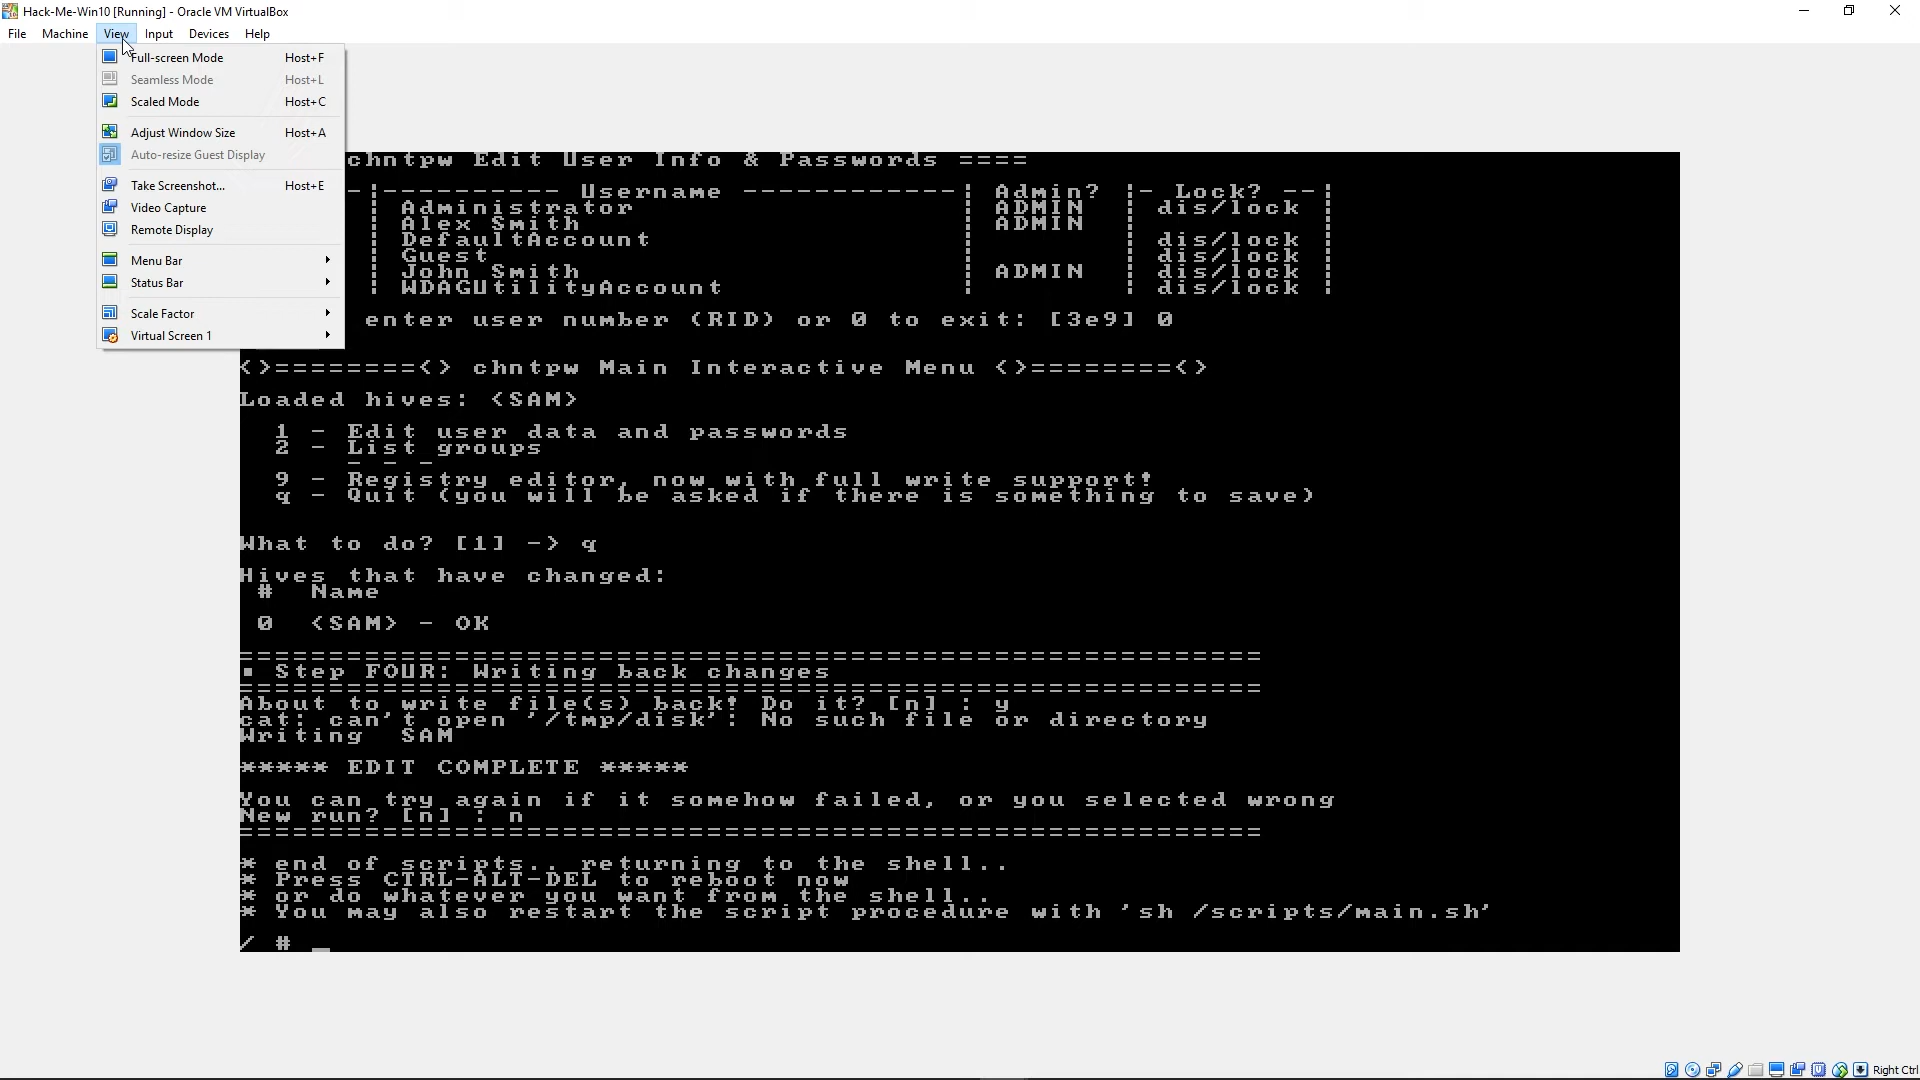 Hack-Me-Win10 [Running] - Oracle VM VirtualBox
File Machine View Input Devices Help
Full-screen Mode Host+F
Seamless Mode Host+L
Scaled Mode Host+C
Adjust Window Size Host+A
Auto-resize Guest Display
Take Screenshot... Host+E
Video Capture
Remote Display
Menu Bar
Status Bar
Scale Factor
Virtual Screen 1
chntpw Edit User Info & Passwords ====
-|---------- Username ------------| Admin? |- Lock? --|
| Administrator | ADMIN | dis/lock |
| Alex Smith | ADMIN | |
| DefaultAccount | | dis/lock |
| Guest | | dis/lock |
| John Smith | ADMIN | dis/lock |
| WDAGUtilityAccount | | dis/lock |
enter user number (RID) or 0 to exit: [3e9] 0
<>========<> chntpw Main Interactive Menu <>========<>
Loaded hives: <SAM>
1 - Edit user data and passwords
2 - List groups
- - -
9 - Registry editor, now with full write support!
q - Quit (you will be asked if there is something to save)
What to do? [1] -> q
Hives that have changed:
# Name
0 <SAM> - OK
=========================================================
▪ Step FOUR: Writing back changes
=========================================================
About to write file(s) back! Do it? [n] : y
cat: can't open '/tmp/disk': No such file or directory
Writing SAM
***** EDIT COMPLETE *****
You can try again if it somehow failed, or you selected wrong
New run? [n] : n
=========================================================
* end of scripts.. returning to the shell..
* Press CTRL-ALT-DEL to reboot now
* or do whatever you want from the shell..
* You may also restart the script procedure with 'sh /scripts/main.sh'
/ # _
Right Ctrl